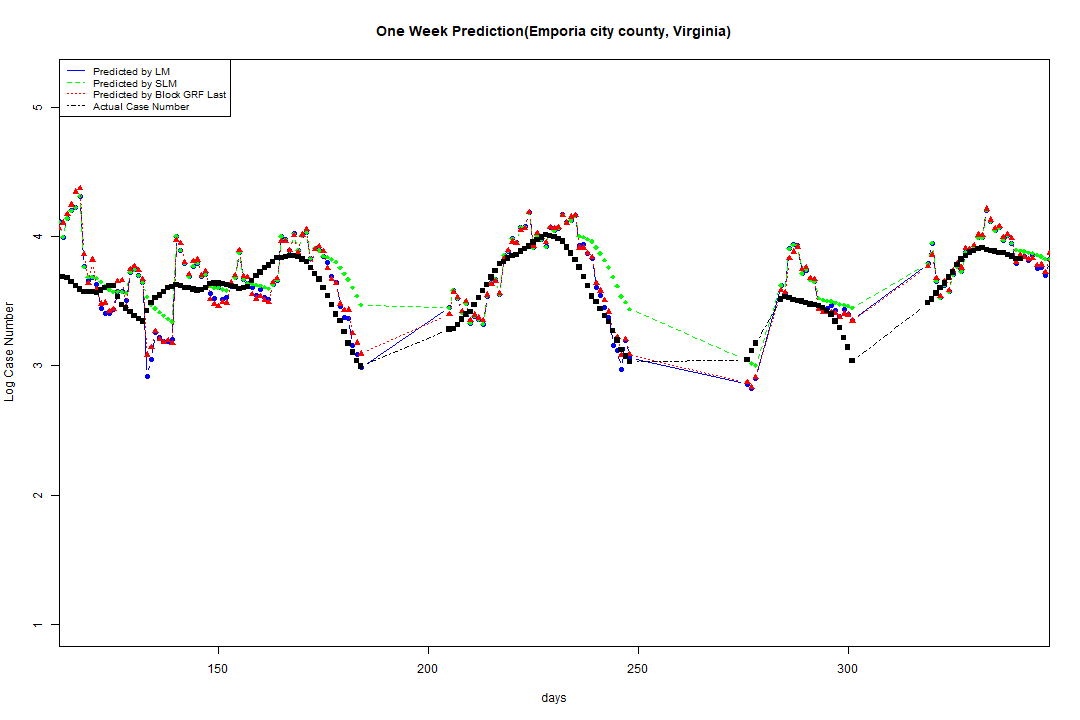 One Week Prediction(Emporia city county, Virginia)
Predicted by LM
Predicted by SLM
Predicted by Block GRF Last
Actual Case Number
5
4
3
2
1
Log Case Number
150
200
250
300
days